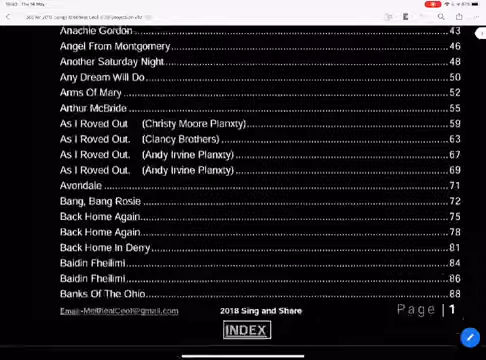 Anachie Gordon 43
Angel From Montgomery 46
Another Saturday Night 48
Any Dream Will Do 50
Arms Of Mary 52
Arthur McBride 55
As I Roved Out (Christy Moore Planxty) 59
As I Roved Out. (Clancy Brothers) 63
As I Roved Out. (Andy Irvine Planxty) 67
As I Roved Out. (Andy Irvine Planxty) 69
Avondale 71
Bang, Bang Rosie 72
Back Home Again 75
Back Home Again 78
Back Home In Derry 81
Baidin Fheilimi 84
Baidin Fheilimi 86
Banks Of The Ohio 88
2018 Sing and Share
Page | 1
INDEX